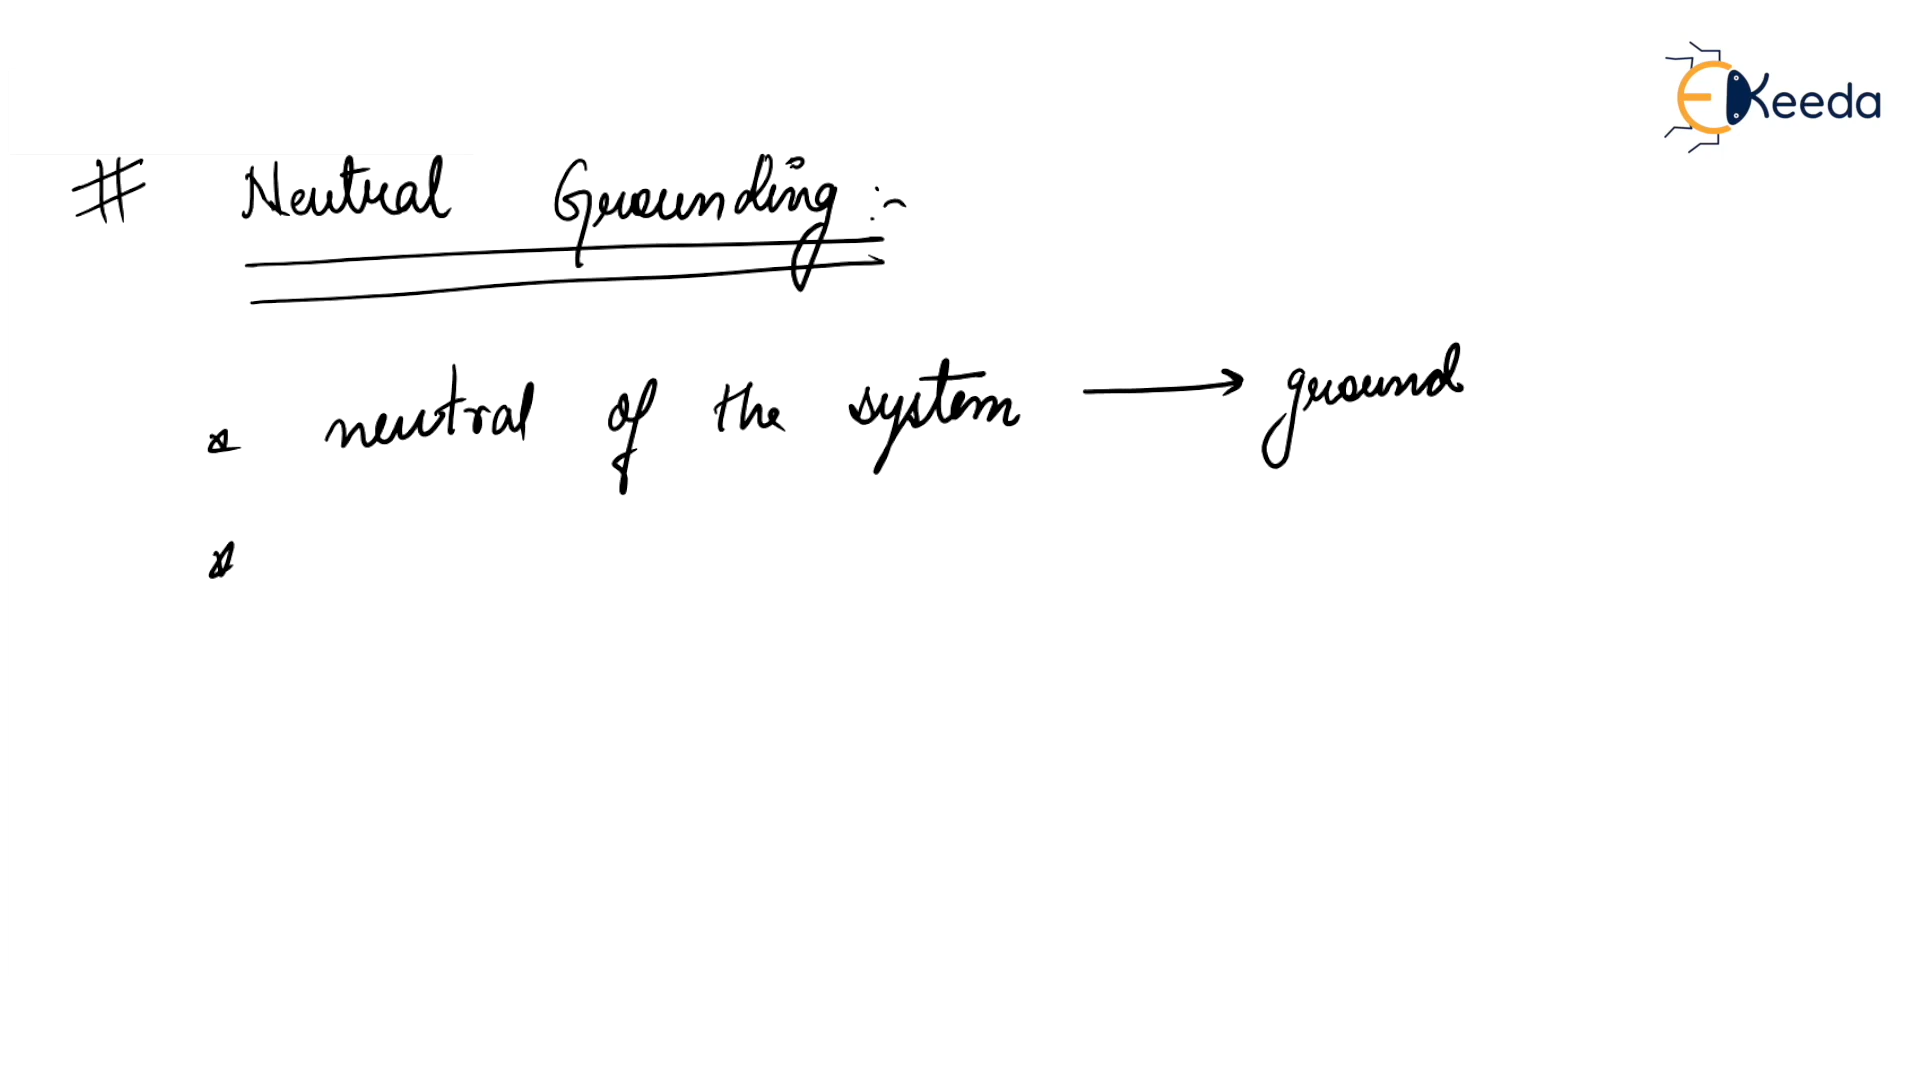 EKeeda
# Neutral Grounding :-
* neutral of the system → ground
*